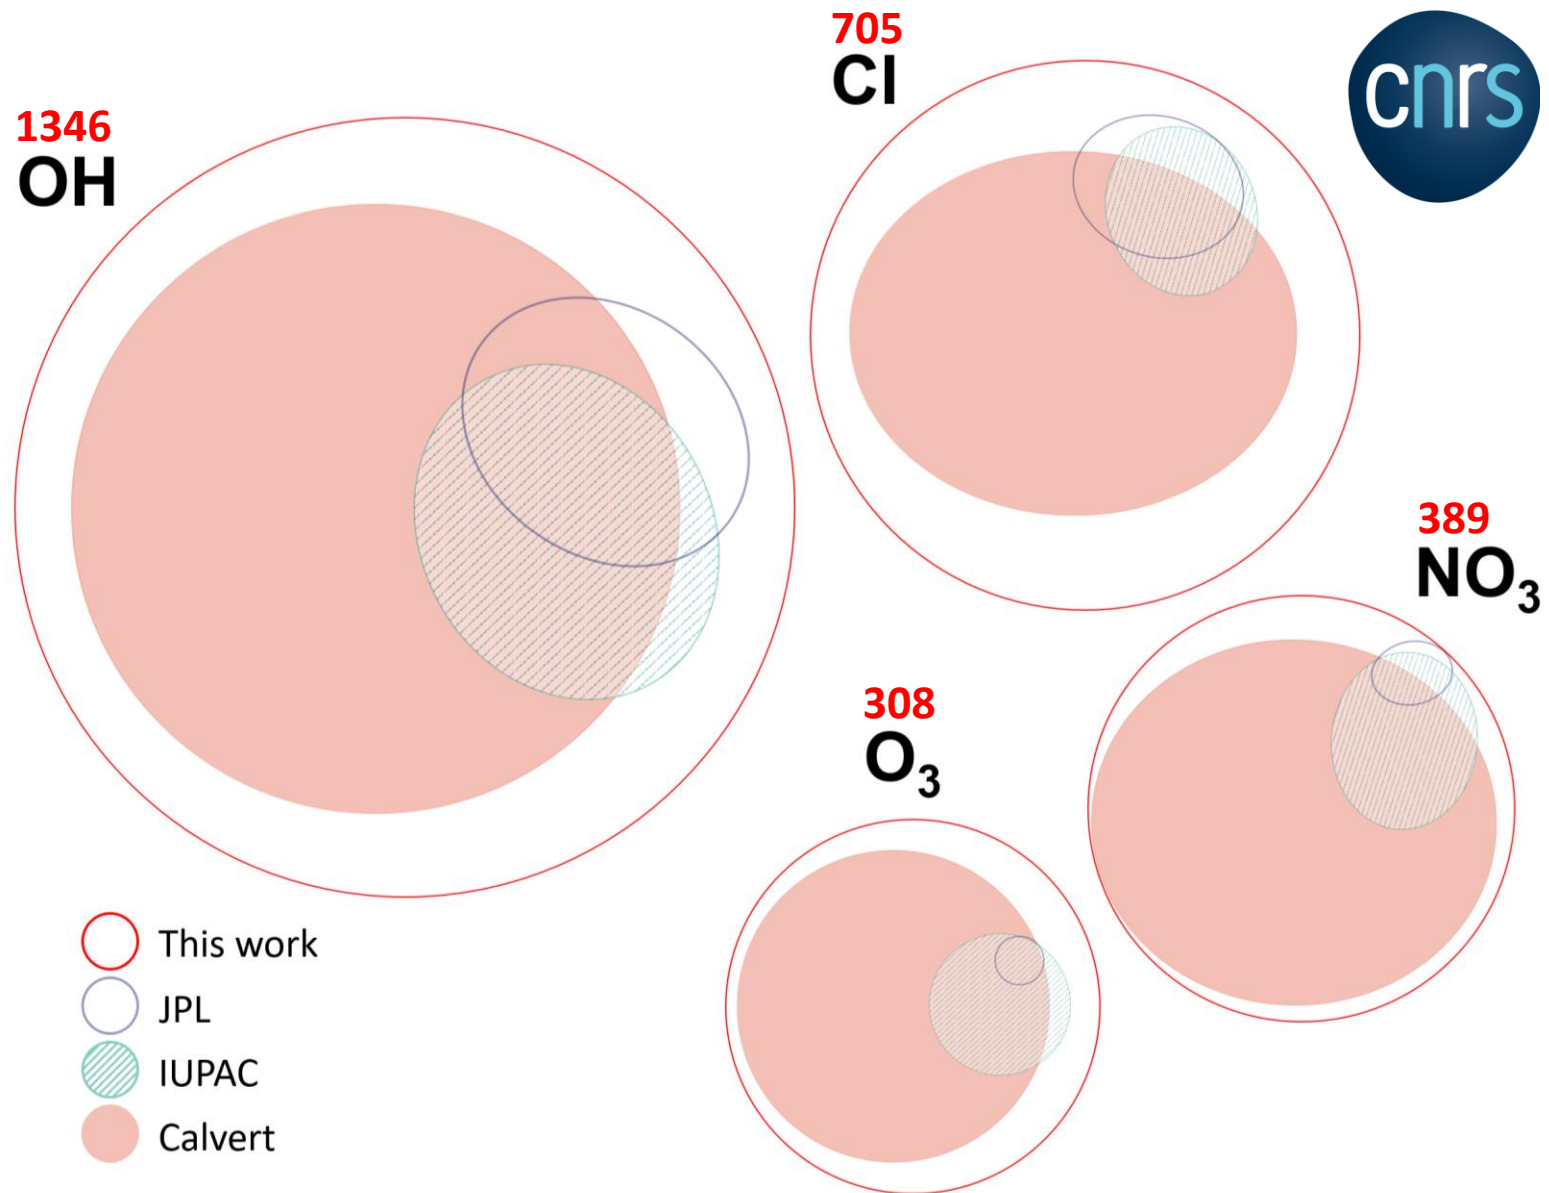 705
Cl
cnrs
1346
OH
389
NO₃
308
O₃
This work
JPL
IUPAC
Calvert